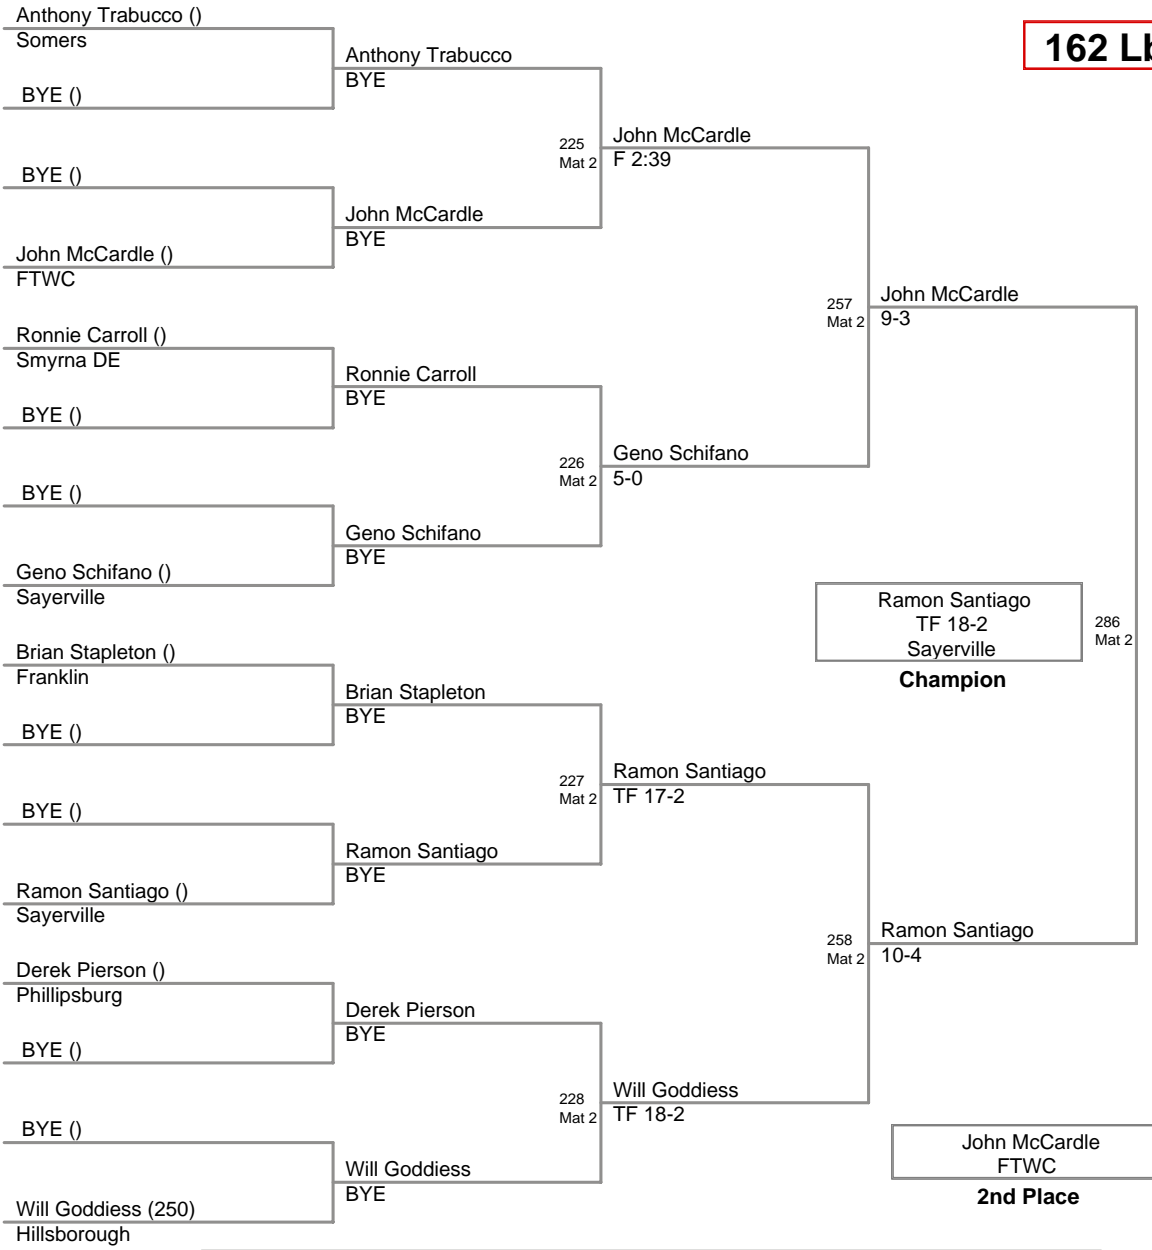 Anthony Trabucco ()
Somers
BYE ()
BYE ()
John McCardle ()
FTWC
Ronnie Carroll ()
Smyrna DE
BYE ()
BYE ()
Geno Schifano ()
Sayerville
Brian Stapleton ()
Franklin
BYE ()
BYE ()
Ramon Santiago ()
Sayerville
Derek Pierson ()
Phillipsburg
BYE ()
BYE ()
Will Goddiess (250)
Hillsborough
Anthony Trabucco
BYE
John McCardle
BYE
Ronnie Carroll
BYE
Geno Schifano
BYE
Brian Stapleton
BYE
Ramon Santiago
BYE
Derek Pierson
BYE
Will Goddiess
BYE
225
Mat 2
John McCardle
F 2:39
226
Mat 2
Geno Schifano
5-0
227
Mat 2
Ramon Santiago
TF 17-2
228
Mat 2
Will Goddiess
TF 18-2
257
Mat 2
John McCardle
9-3
258
Mat 2
Ramon Santiago
10-4
162 Lb
Ramon Santiago
TF 18-2
Sayerville
Champion
286
Mat 2
John McCardle
FTWC
2nd Place